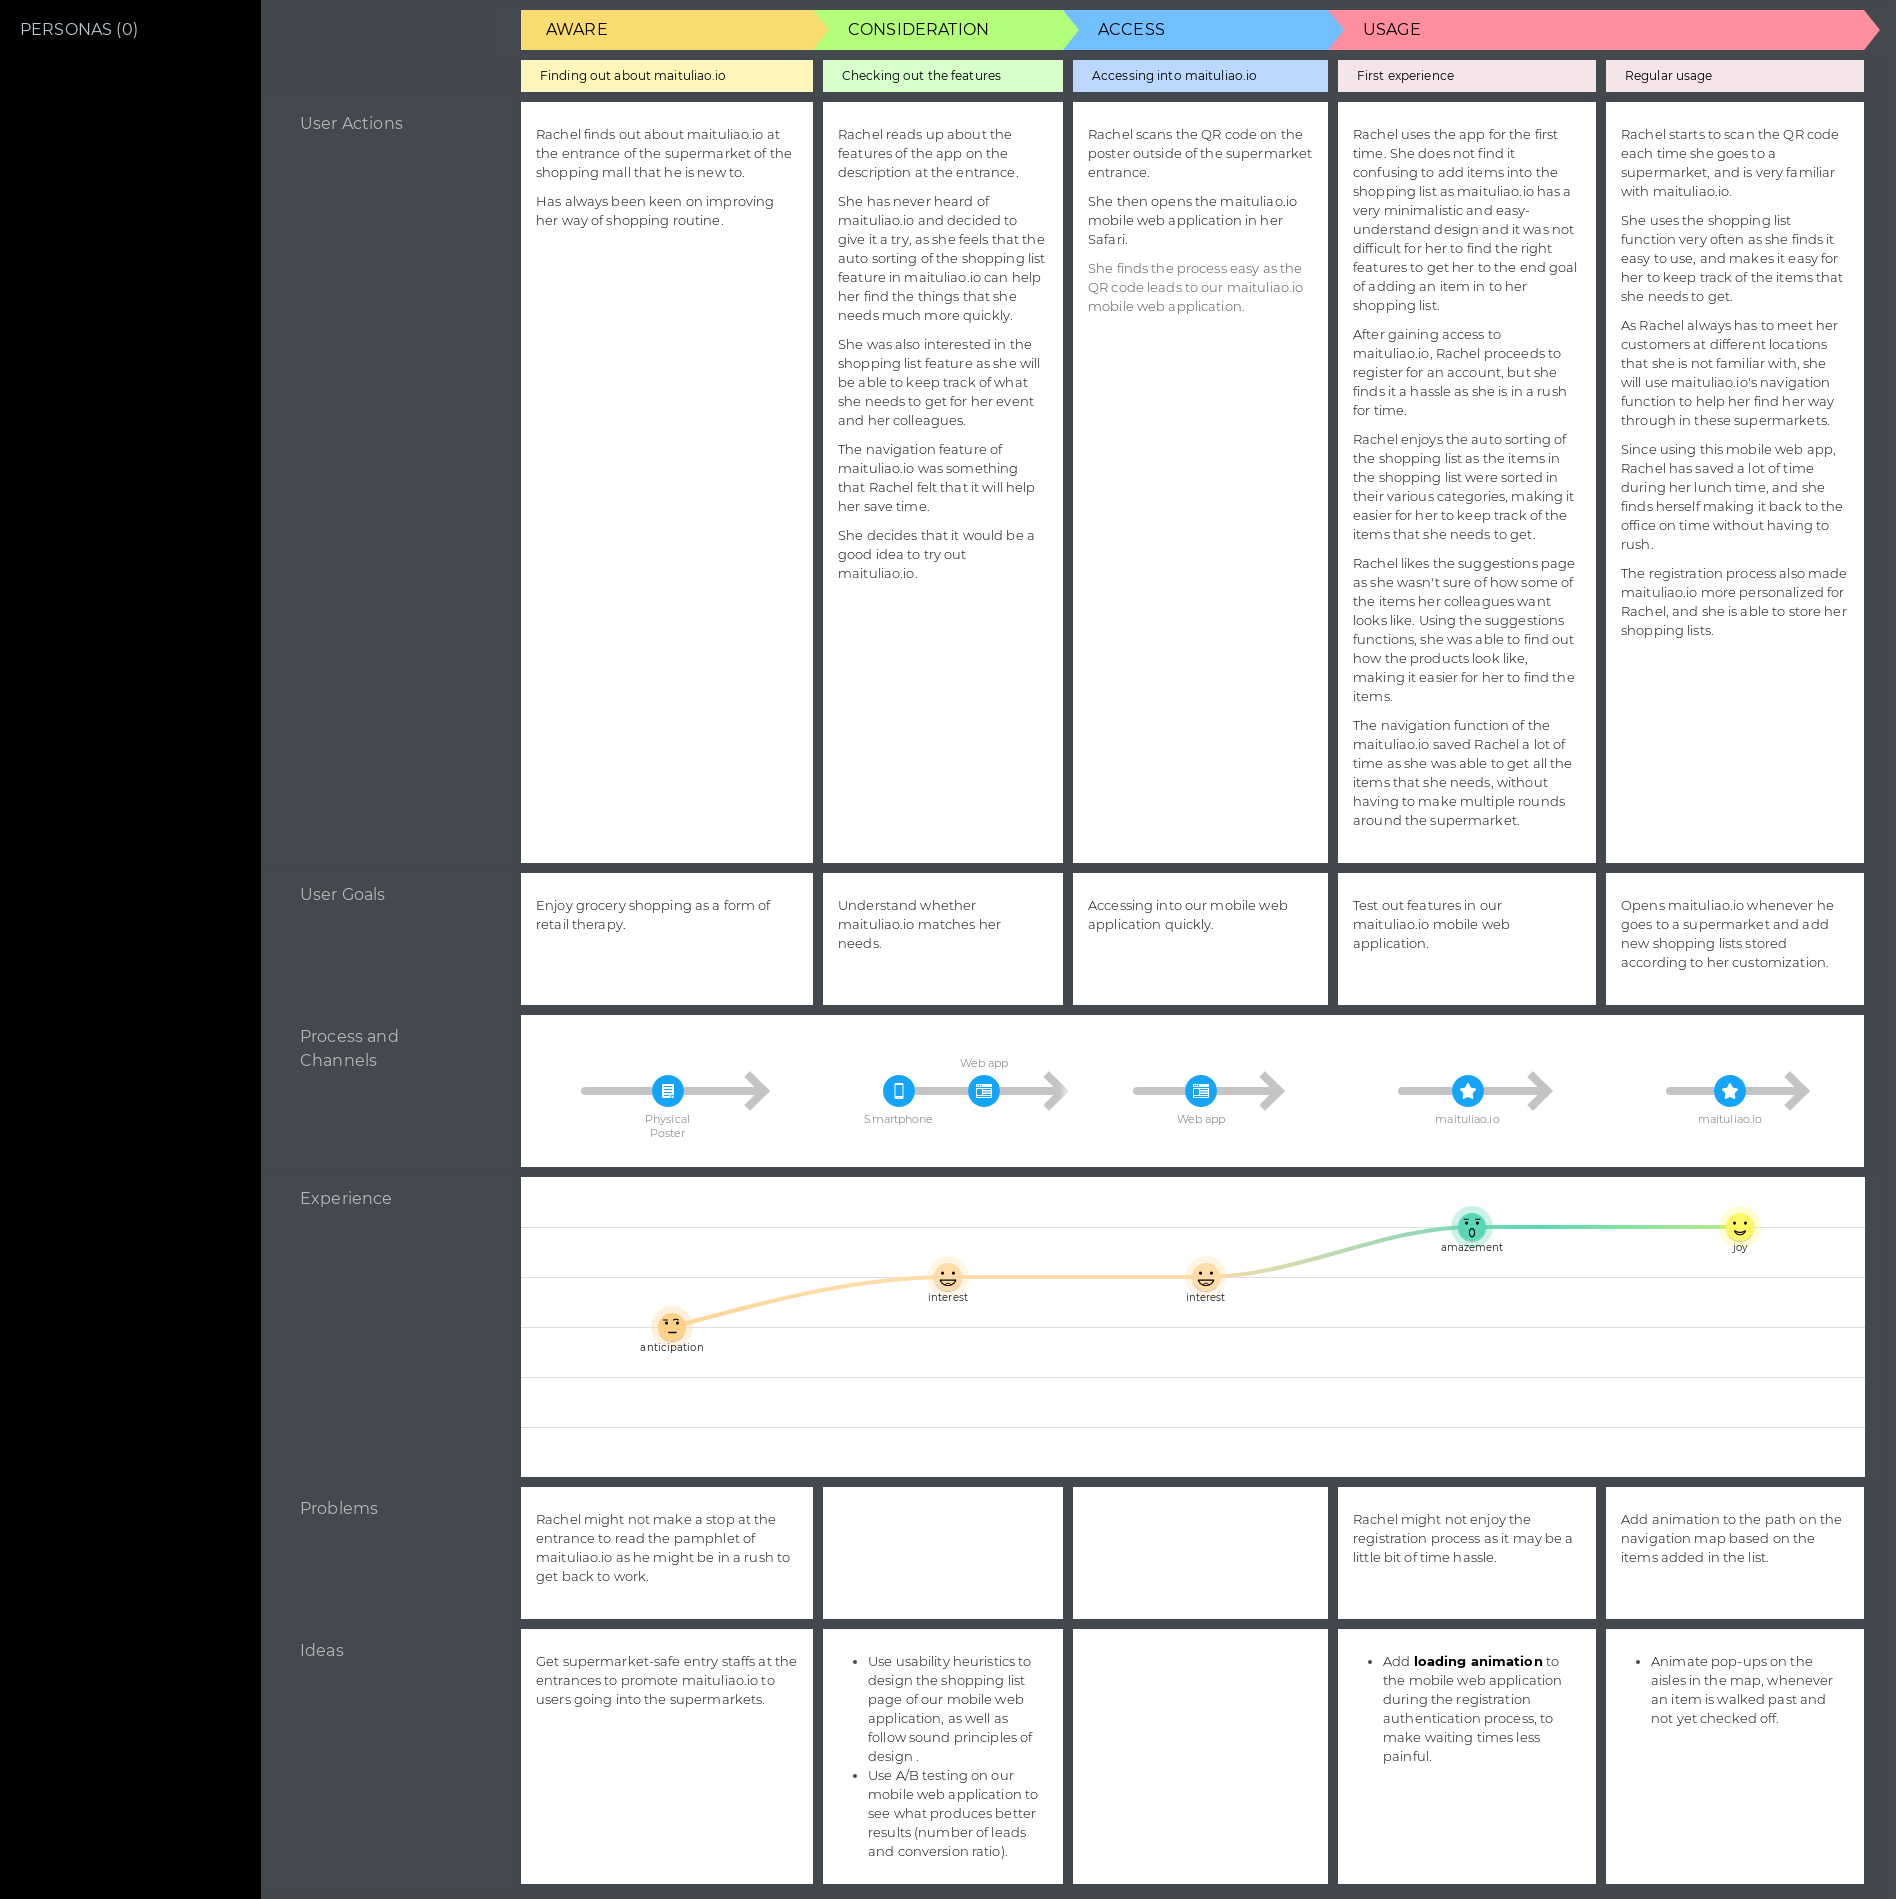 PERSONAS (0)
AWARE
CONSIDERATION
ACCESS
USAGE
Finding out about maituliao.io
Checking out the features
Accessing into maituliao.io
First experience
Regular usage
User Actions
Rachel finds out about maituliao.io at
the entrance of the supermarket of the
shopping mall that he is new to.
Has always been keen on improving
her way of shopping routine.
Rachel reads up about the
features of the app on the
description at the entrance.
She has never heard of
maituliao.io and decided to
give it a try, as she feels that the
auto sorting of the shopping list
feature in maituliao.io can help
her find the things that she
needs much more quickly.
She was also interested in the
shopping list feature as she will
be able to keep track of what
she needs to get for her event
and her colleagues.
The navigation feature of
maituliao.io was something
that Rachel felt that it will help
her save time.
She decides that it would be a
good idea to try out
maituliao.io.
Rachel scans the QR code on the
poster outside of the supermarket
entrance.
She then opens the maituliao.io
mobile web application in her
Safari.
She finds the process easy as the
QR code leads to our maituliao.io
mobile web application.
Rachel uses the app for the first
time. She does not find it
confusing to add items into the
shopping list as maituliao.io has a
very minimalistic and easy-
understand design and it was not
difficult for her to find the right
features to get her to the end goal
of adding an item in to her
shopping list.
After gaining access to
maituliao.io, Rachel proceeds to
register for an account, but she
finds it a hassle as she is in a rush
for time.
Rachel enjoys the auto sorting of
the shopping list as the items in
the shopping list were sorted in
their various categories, making it
easier for her to keep track of the
items that she needs to get.
Rachel likes the suggestions page
as she wasn't sure of how some of
the items her colleagues want
looks like. Using the suggestions
functions, she was able to find out
how the products look like,
making it easier for her to find the
items.
The navigation function of the
maituliao.io saved Rachel a lot of
time as she was able to get all the
items that she needs, without
having to make multiple rounds
around the supermarket.
Rachel starts to scan the QR code
each time she goes to a
supermarket, and is very familiar
with maituliao.io.
She uses the shopping list
function very often as she finds it
easy to use, and makes it easy for
her to keep track of the items that
she needs to get.
As Rachel always has to meet her
customers at different locations
that she is not familiar with, she
will use maituliao.io's navigation
function to help her find her way
through in these supermarkets.
Since using this mobile web app,
Rachel has saved a lot of time
during her lunch time, and she
finds herself making it back to the
office on time without having to
rush.
The registration process also made
maituliao.io more personalized for
Rachel, and she is able to store her
shopping lists.
User Goals
Enjoy grocery shopping as a form of
retail therapy.
Understand whether
maituliao.io matches her
needs.
Accessing into our mobile web
application quickly.
Test out features in our
maituliao.io mobile web
application.
Opens maituliao.io whenever he
goes to a supermarket and add
new shopping lists stored
according to her customization.
Process and
Channels
Physical
Poster
Smartphone
Web app
Web app
maituliao.io
maituliao.io
Experience
anticipation
interest
interest
amazement
joy
Problems
Rachel might not make a stop at the
entrance to read the pamphlet of
maituliao.io as he might be in a rush to
get back to work.
Rachel might not enjoy the
registration process as it may be a
little bit of time hassle.
Add animation to the path on the
navigation map based on the
items added in the list.
Ideas
Get supermarket-safe entry staffs at the
entrances to promote maituliao.io to
users going into the supermarkets.
• Use usability heuristics to
design the shopping list
page of our mobile web
application, as well as
follow sound principles of
design .
• Use A/B testing on our
mobile web application to
see what produces better
results (number of leads
and conversion ratio).
• Add loading animation to
the mobile web application
during the registration
authentication process, to
make waiting times less
painful.
• Animate pop-ups on the
aisles in the map, whenever
an item is walked past and
not yet checked off.